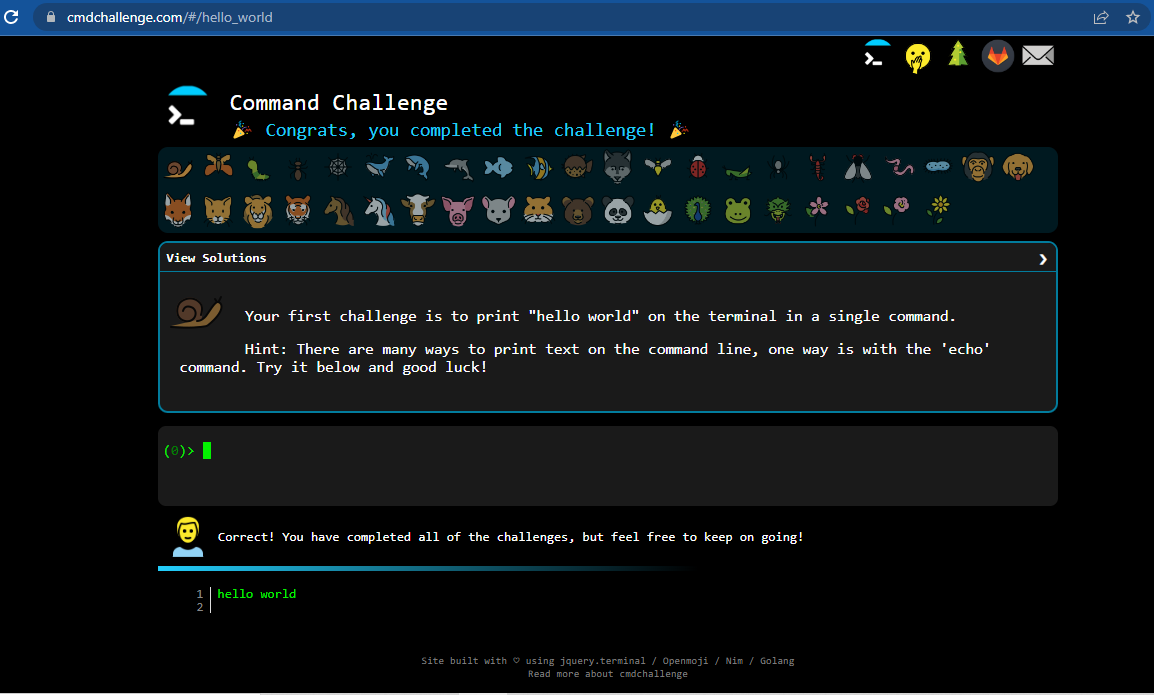 cmdchallenge.com/#/hello_world
Command Challenge
Congrats, you completed the challenge!
View Solutions
Your first challenge is to print "hello world" on the terminal in a single command.
Hint: There are many ways to print text on the command line, one way is with the 'echo'
command. Try it below and good luck!
(0)>
Correct! You have completed all of the challenges, but feel free to keep on going!
1 hello world
2
Site built with ♡ using jquery.terminal / Openmoji / Nim / Golang
Read more about cmdchallenge